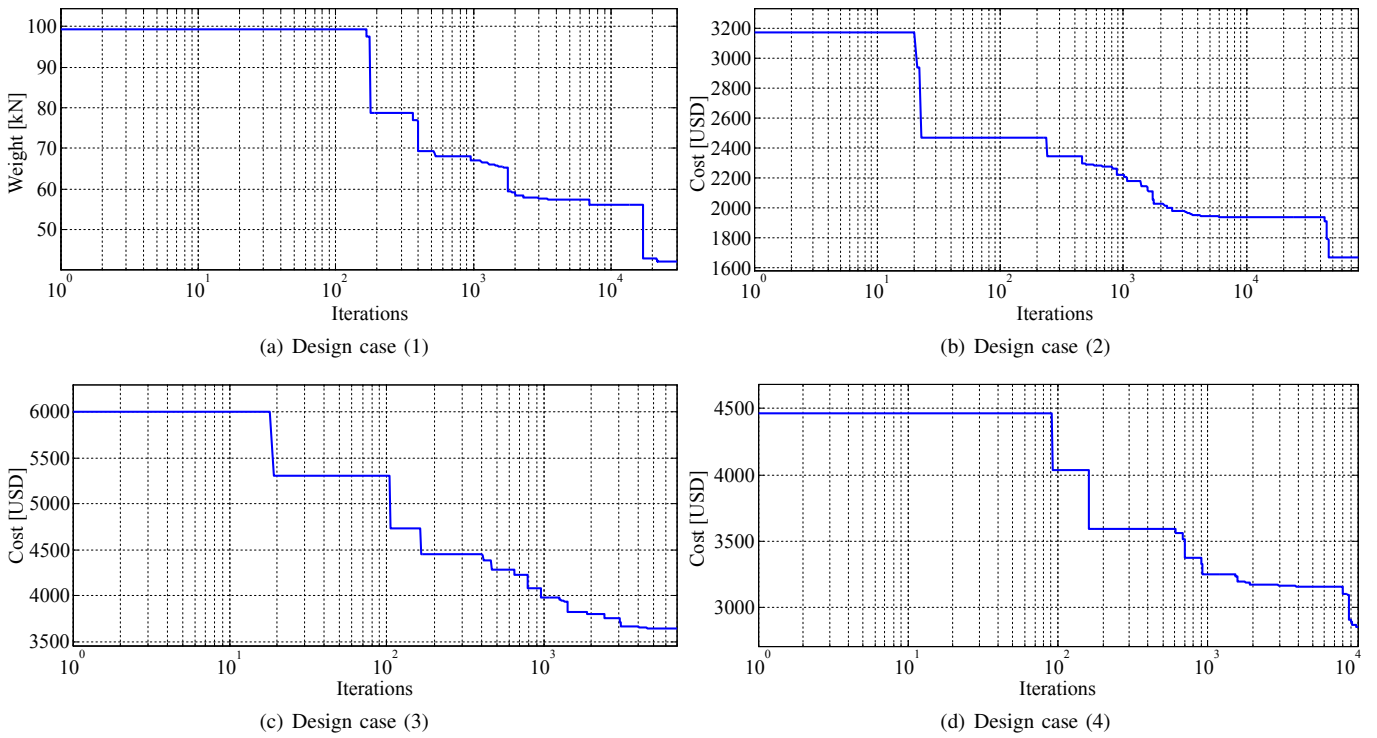 100
90
80
70
60
50
Weight [kN]
10^0 10^1 10^2 10^3 10^4
Iterations
(a) Design case (1)
3200
3000
2800
2600
2400
2200
2000
1800
1600
Cost [USD]
10^0 10^1 10^2 10^3 10^4
Iterations
(b) Design case (2)
6000
5500
5000
4500
4000
3500
Cost [USD]
10^0 10^1 10^2 10^3
Iterations
(c) Design case (3)
4500
4000
3500
3000
Cost [USD]
10^0 10^1 10^2 10^3 10^4
Iterations
(d) Design case (4)